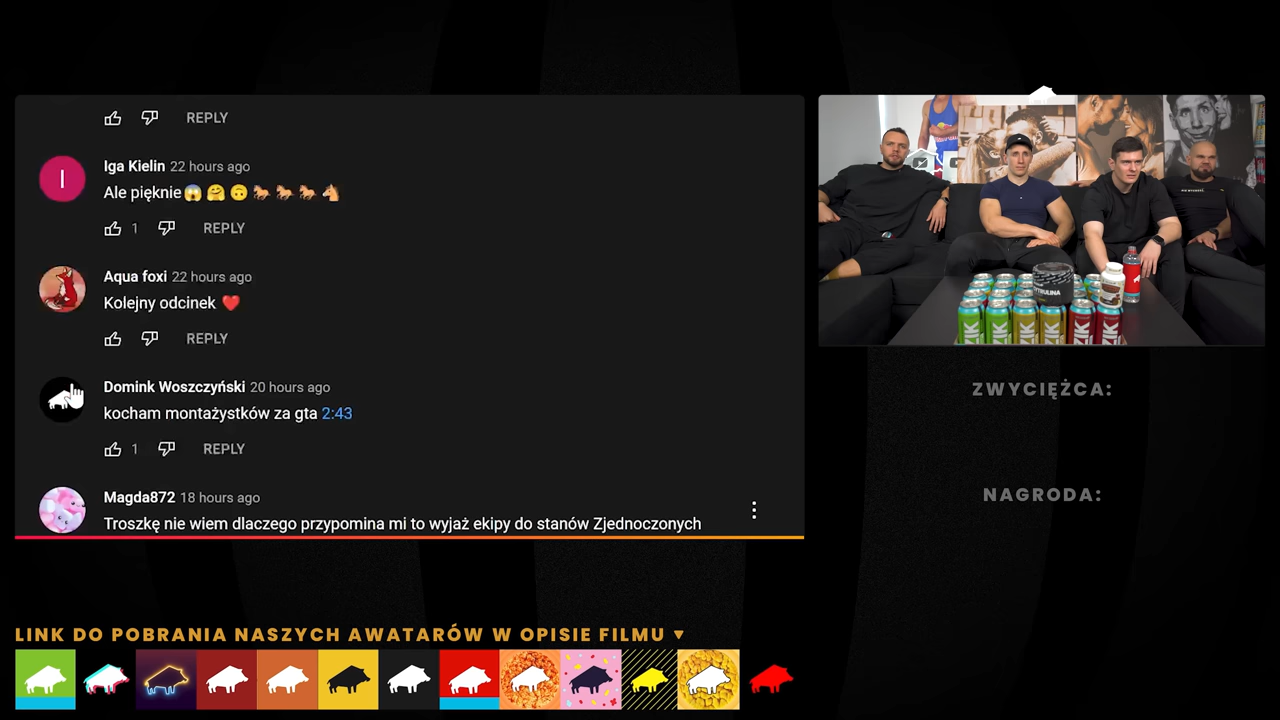 REPLY
Iga Kielin 22 hours ago
Ale pięknie😱 🤗 🙃 🐎 🐎 🐎 🐴
1 REPLY
Aqua foxi 22 hours ago
Kolejny odcinek ❤️
REPLY
Domink Woszczyński 20 hours ago
kocham montażystków za gta 2:43
1 REPLY
Magda872 18 hours ago
Troszkę nie wiem dlaczego przypomina mi to wyjaż ekipy do stanów Zjednoczonych
ZWYCIĘŻCA:
NAGRODA:
LINK DO POBRANIA NASZYCH AWATARÓW W OPISIE FILMU ▼